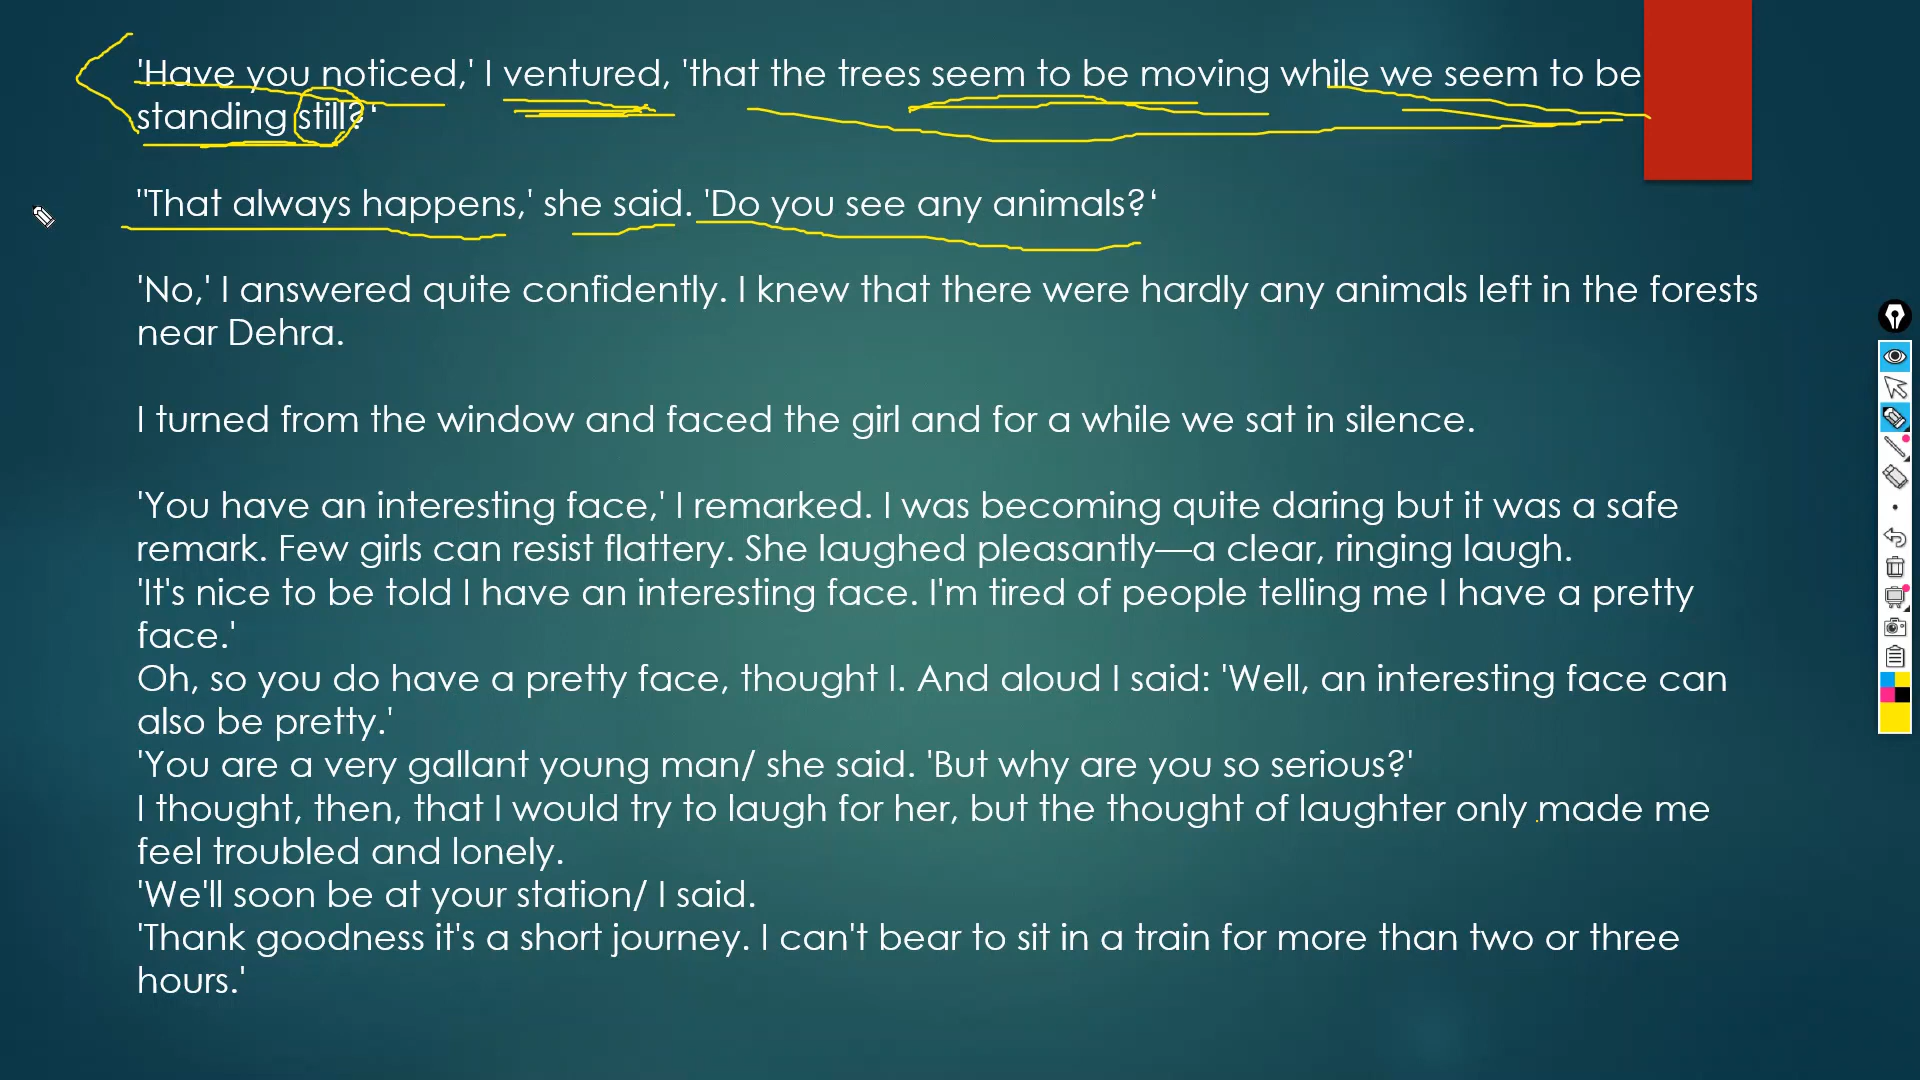 'Have you noticed,' I ventured, 'that the trees seem to be moving while we seem to be
standing still?‘
"That always happens,' she said. 'Do you see any animals?‘
'No,' I answered quite confidently. I knew that there were hardly any animals left in the forests
near Dehra.
I turned from the window and faced the girl and for a while we sat in silence.
'You have an interesting face,' I remarked. I was becoming quite daring but it was a safe
remark. Few girls can resist flattery. She laughed pleasantly—a clear, ringing laugh.
'It's nice to be told I have an interesting face. I'm tired of people telling me I have a pretty
face.'
Oh, so you do have a pretty face, thought I. And aloud I said: 'Well, an interesting face can
also be pretty.'
'You are a very gallant young man/ she said. 'But why are you so serious?'
I thought, then, that I would try to laugh for her, but the thought of laughter only made me
feel troubled and lonely.
'We'll soon be at your station/ I said.
'Thank goodness it's a short journey. I can't bear to sit in a train for more than two or three
hours.'